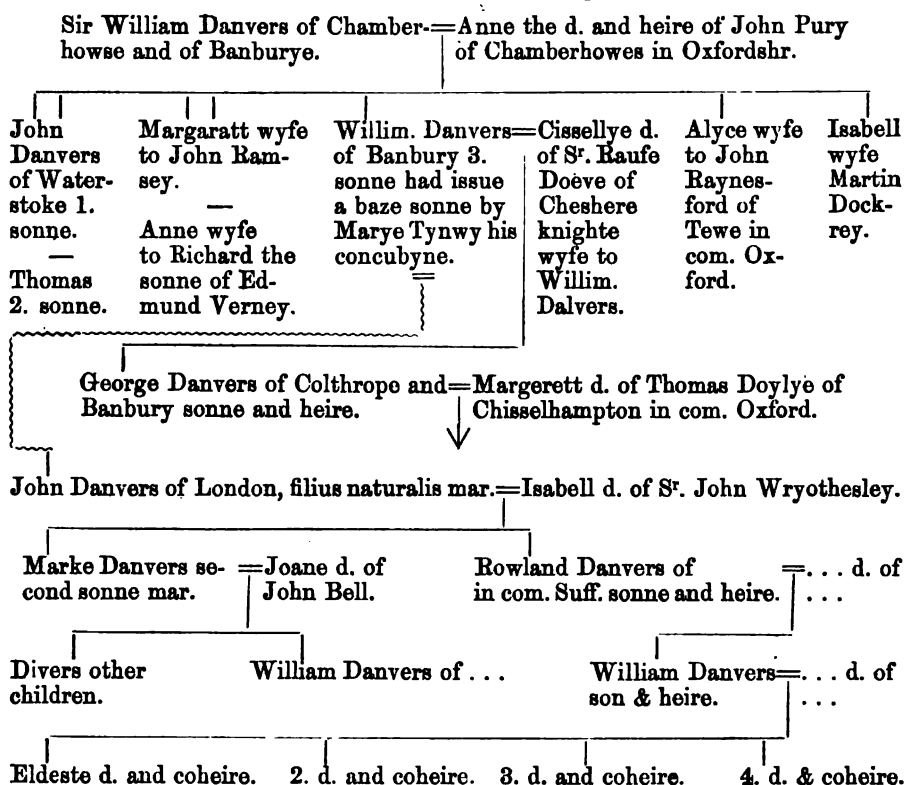 Sir William Danvers of Chamber-=Anne the d. and heire of John Pury
howse and of Banburye. of Chamberhowes in Oxfordshr.
John
Danvers
of Water-
stoke 1.
sonne.
—
Thomas
2. sonne.
Margaratt wyfe
to John Ram-
sey.
—
Anne wyfe
to Richard the
sonne of Ed-
mund Verney.
Willim. Danvers=
of Banbury 3.
sonne had issue
a baze sonne by
Marye Tynwy his
concubyne.
=
Cissellye d.
of Sr. Raufe
Doeve of
Cheshere
knighte
wyfe to
Willim.
Dalvers.
Alyce wyfe
to John
Raynes-
ford of
Tewe in
com. Ox-
ford.
Isabell
wyfe
Martin
Dock-
rey.
George Danvers of Colthrope and=Margerett d. of Thomas Doylye of
Banbury sonne and heire. Chisselhampton in com. Oxford.
John Danvers of London, filius naturalis mar.=Isabell d. of Sr. John Wryothesley.
Marke Danvers se-
cond sonne mar.
=Joane d. of
John Bell.
Rowland Danvers of
in com. Suff. sonne and heire.
=. . . d. of
. . .
Divers other
children.
William Danvers of . . .
William Danvers=. . . d. of
son & heire. . . .
Eldeste d. and coheire. 2. d. and coheire. 3. d. and coheire. 4. d. & coheire.